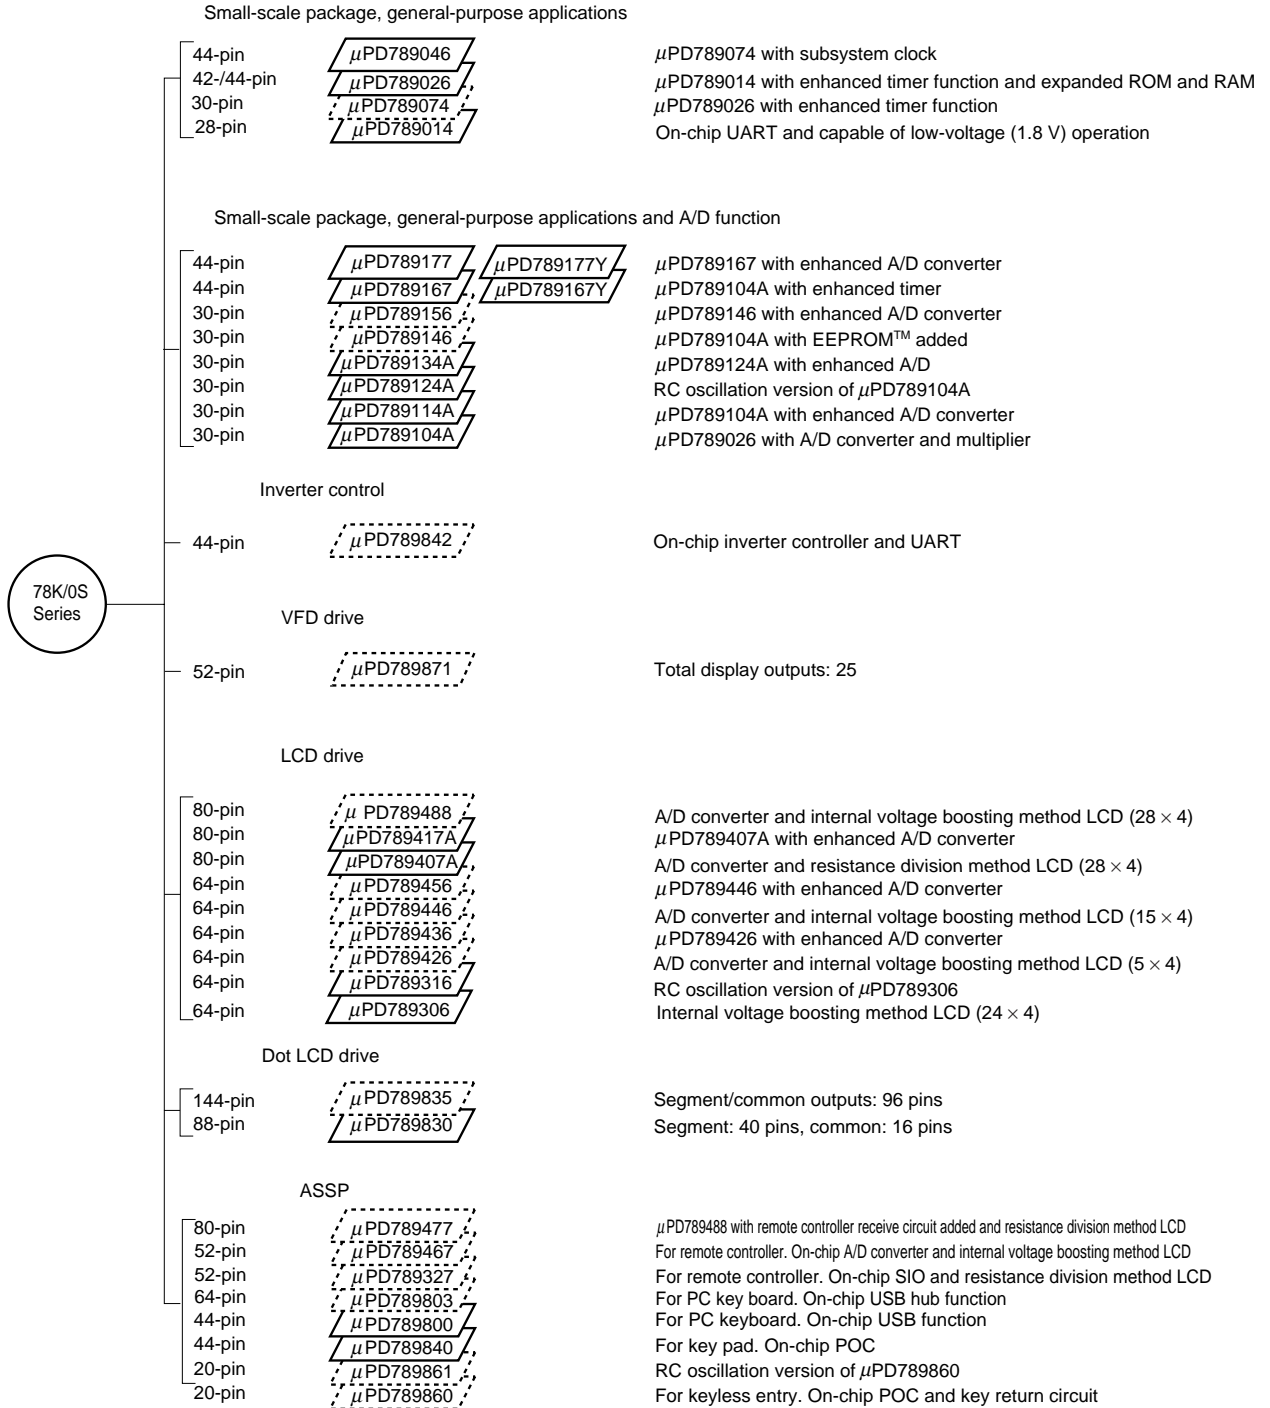 Small-scale package, general-purpose applications
44-pin μPD789046 μPD789074 with subsystem clock
42-/44-pin μPD789026 μPD789014 with enhanced timer function and expanded ROM and RAM
30-pin μPD789074 μPD789026 with enhanced timer function
28-pin μPD789014 On-chip UART and capable of low-voltage (1.8 V) operation
Small-scale package, general-purpose applications and A/D function
44-pin μPD789177 μPD789177Y μPD789167 with enhanced A/D converter
44-pin μPD789167 μPD789167Y μPD789104A with enhanced timer
30-pin μPD789156 μPD789146 with enhanced A/D converter
30-pin μPD789146 μPD789104A with EEPROM™ added
30-pin μPD789134A μPD789124A with enhanced A/D
30-pin μPD789124A RC oscillation version of μPD789104A
30-pin μPD789114A μPD789104A with enhanced A/D converter
30-pin μPD789104A μPD789026 with A/D converter and multiplier
Inverter control
44-pin μPD789842 On-chip inverter controller and UART
78K/0S
Series
VFD drive
52-pin μPD789871 Total display outputs: 25
LCD drive
80-pin μ PD789488 A/D converter and internal voltage boosting method LCD (28 × 4)
80-pin μPD789417A μPD789407A with enhanced A/D converter
80-pin μPD789407A A/D converter and resistance division method LCD (28 × 4)
64-pin μPD789456 μPD789446 with enhanced A/D converter
64-pin μPD789446 A/D converter and internal voltage boosting method LCD (15 × 4)
64-pin μPD789436 μPD789426 with enhanced A/D converter
64-pin μPD789426 A/D converter and internal voltage boosting method LCD (5 × 4)
64-pin μPD789316 RC oscillation version of μPD789306
64-pin μPD789306 Internal voltage boosting method LCD (24 × 4)
Dot LCD drive
144-pin μPD789835 Segment/common outputs: 96 pins
88-pin μPD789830 Segment: 40 pins, common: 16 pins
ASSP
80-pin μPD789477 μPD789488 with remote controller receive circuit added and resistance division method LCD
52-pin μPD789467 For remote controller. On-chip A/D converter and internal voltage boosting method LCD
52-pin μPD789327 For remote controller. On-chip SIO and resistance division method LCD
64-pin μPD789803 For PC key board. On-chip USB hub function
44-pin μPD789800 For PC keyboard. On-chip USB function
44-pin μPD789840 For key pad. On-chip POC
20-pin μPD789861 RC oscillation version of μPD789860
20-pin μPD789860 For keyless entry. On-chip POC and key return circuit